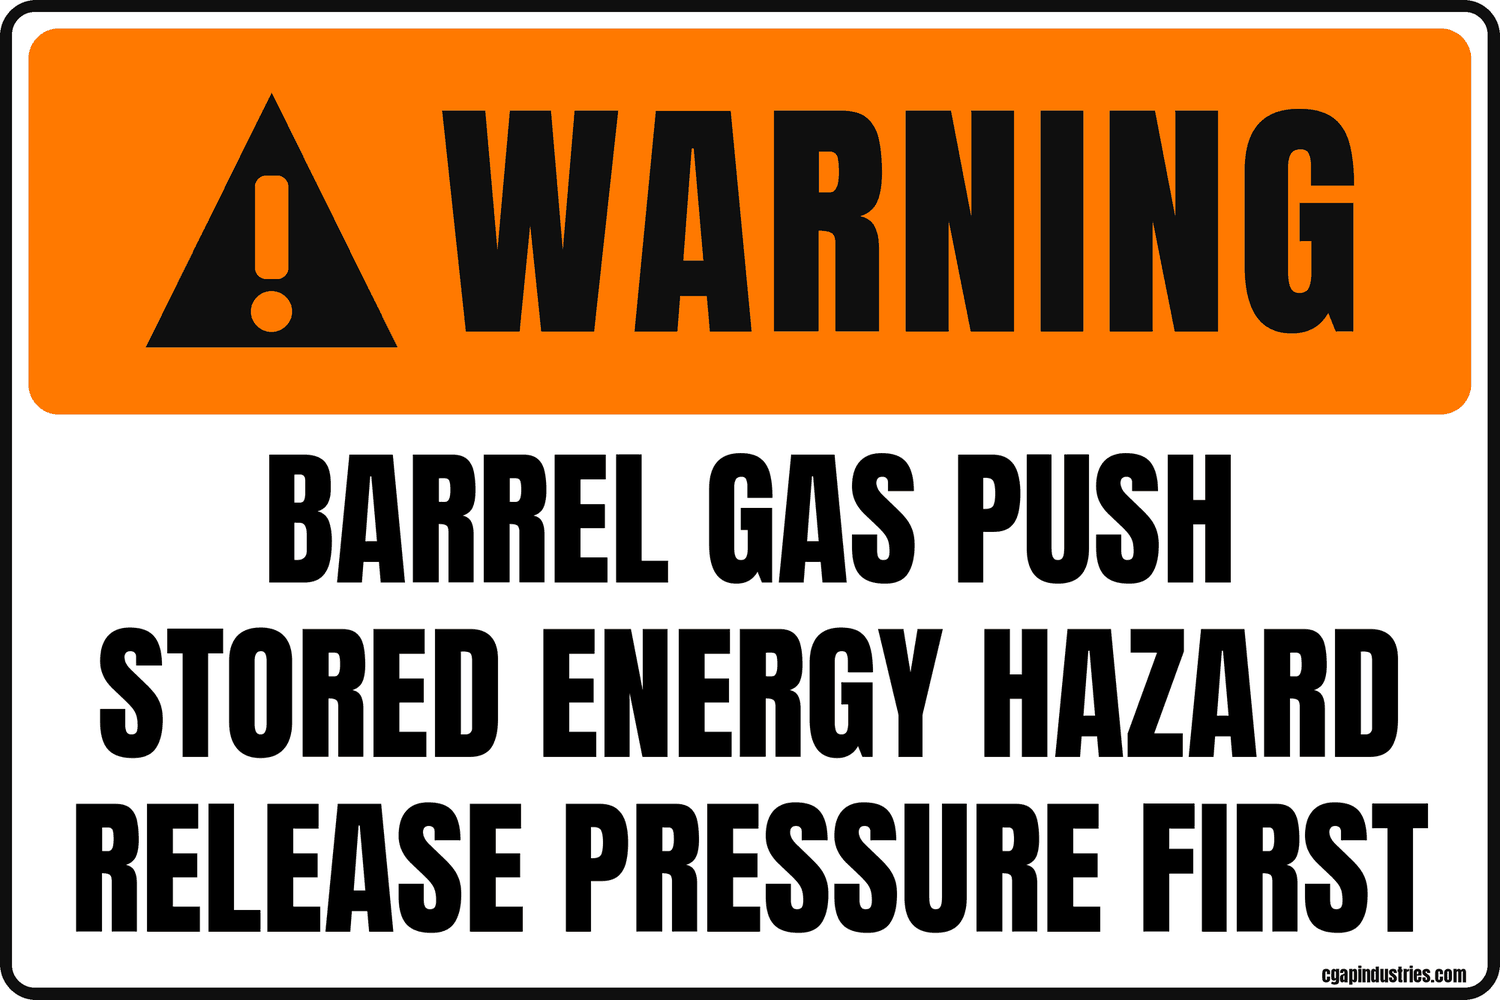 WARNING
BARREL GAS PUSH
STORED ENERGY HAZARD
RELEASE PRESSURE FIRST
cgapindustries.com